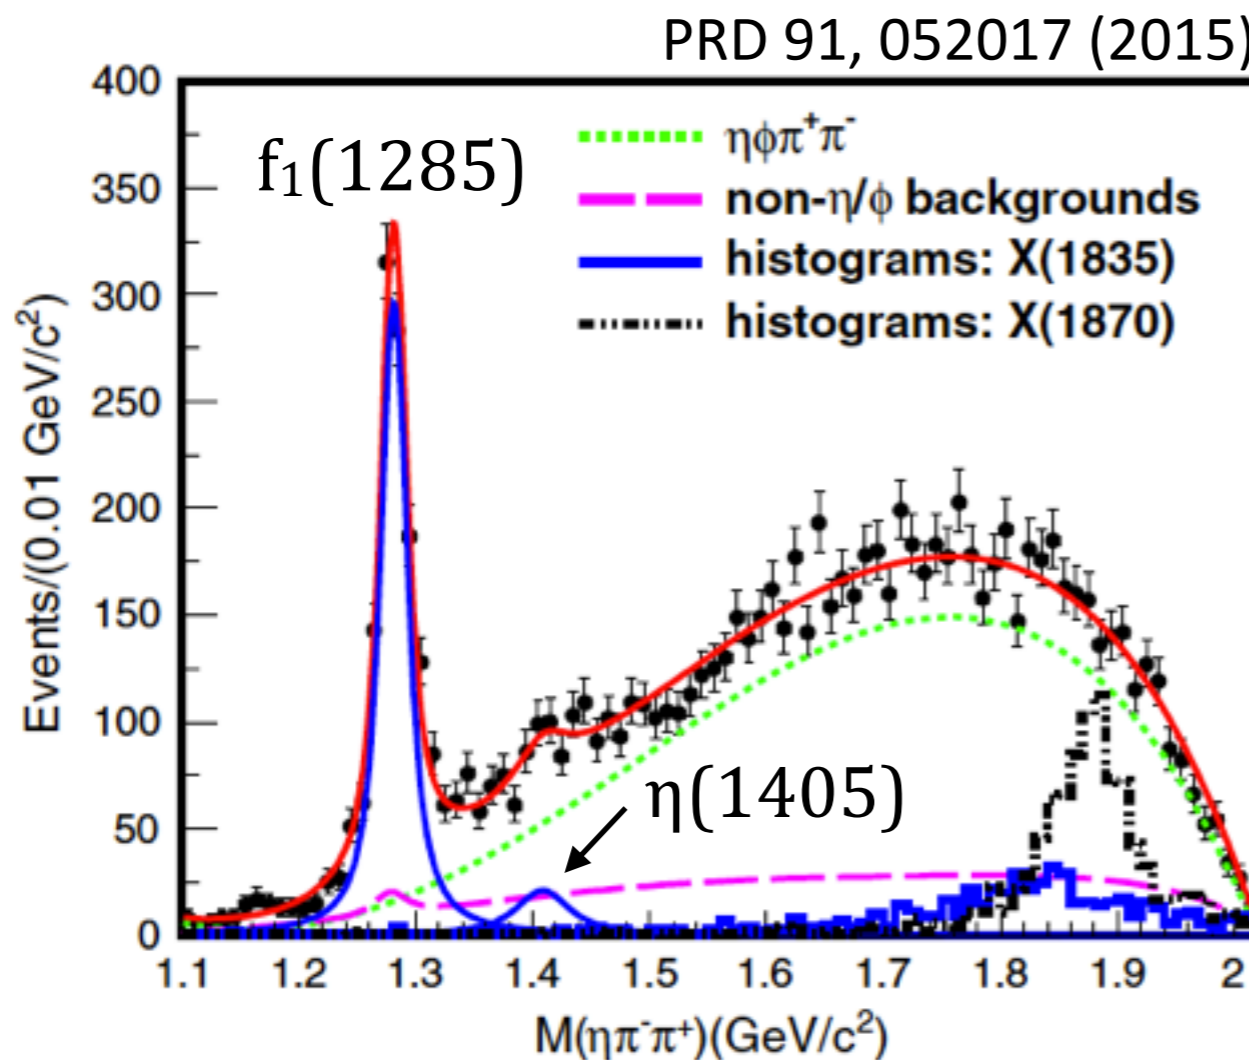 PRD 91, 052017 (2015)
400
350
300
250
200
150
100
50
0
Events/(0.01 GeV/c²)
f₁(1285)
ηϕπ⁺π⁻
non-η/ϕ backgrounds
histograms: X(1835)
histograms: X(1870)
η(1405)
1.1 1.2 1.3 1.4 1.5 1.6 1.7 1.8 1.9 2
M(ηπ⁻π⁺)(GeV/c²)